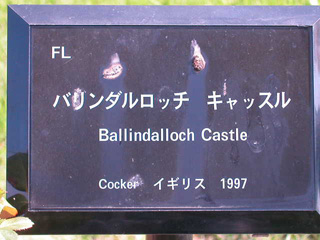 FL
バリンダルロッチ　キャッスル
Ballindalloch Castle
Cocker　イギリス　1997